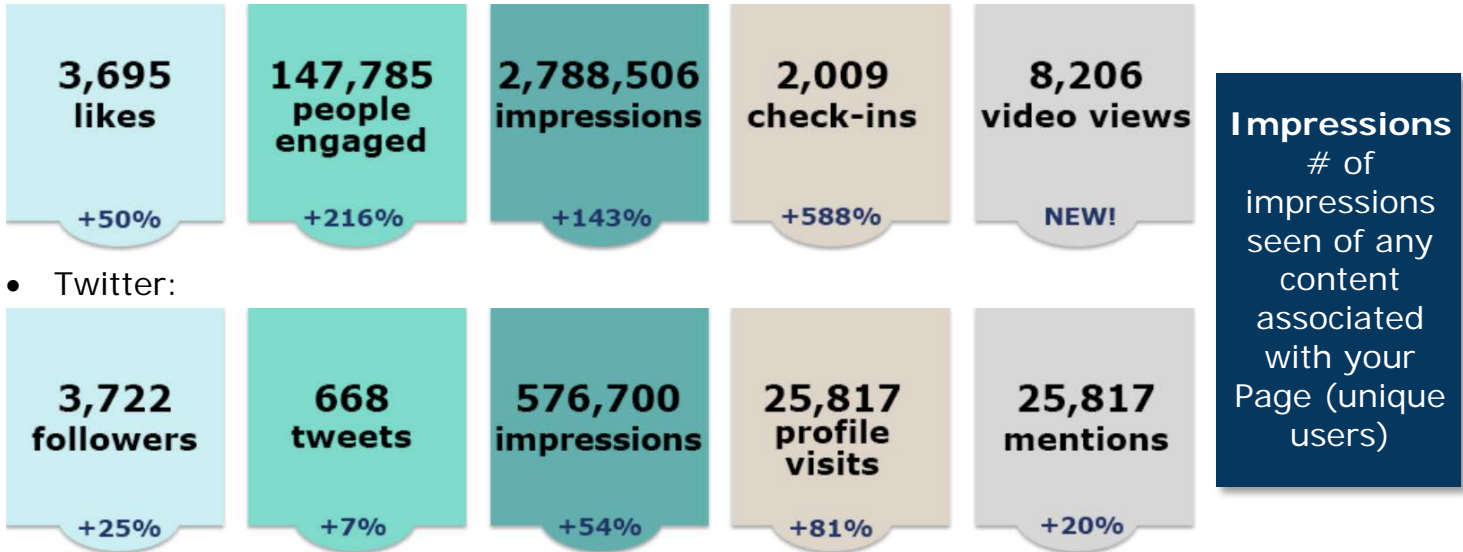 3,695
likes
+50%
147,785
people
engaged
+216%
2,788,506
impressions
+143%
2,009
check-ins
+588%
8,206
video views
NEW!
• Twitter:
3,722
followers
+25%
668
tweets
+7%
576,700
impressions
+54%
25,817
profile
visits
+81%
25,817
mentions
+20%
Impressions
# of
impressions
seen of any
content
associated
with your
Page (unique
users)